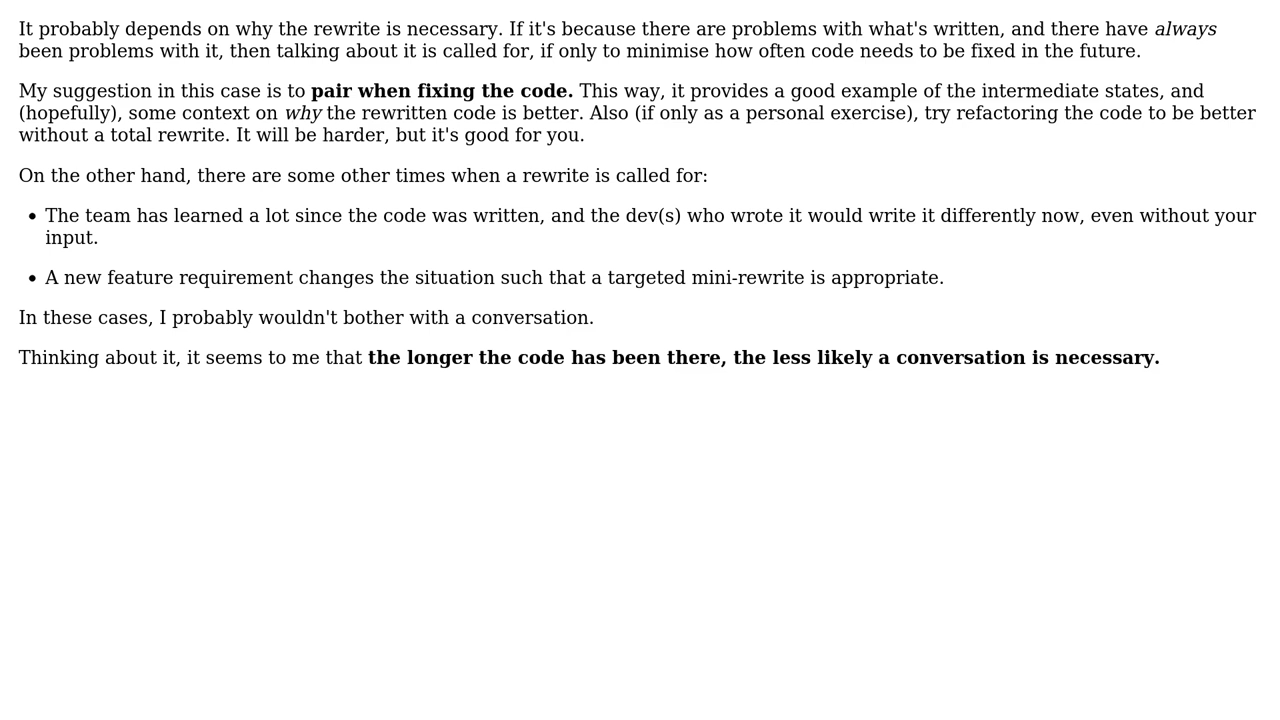 It probably depends on why the rewrite is necessary. If it's because there are problems with what's written, and there have always
been problems with it, then talking about it is called for, if only to minimise how often code needs to be fixed in the future.
My suggestion in this case is to pair when fixing the code. This way, it provides a good example of the intermediate states, and
(hopefully), some context on why the rewritten code is better. Also (if only as a personal exercise), try refactoring the code to be better
without a total rewrite. It will be harder, but it's good for you.
On the other hand, there are some other times when a rewrite is called for:
• The team has learned a lot since the code was written, and the dev(s) who wrote it would write it differently now, even without your
input.
• A new feature requirement changes the situation such that a targeted mini-rewrite is appropriate.
In these cases, I probably wouldn't bother with a conversation.
Thinking about it, it seems to me that the longer the code has been there, the less likely a conversation is necessary.